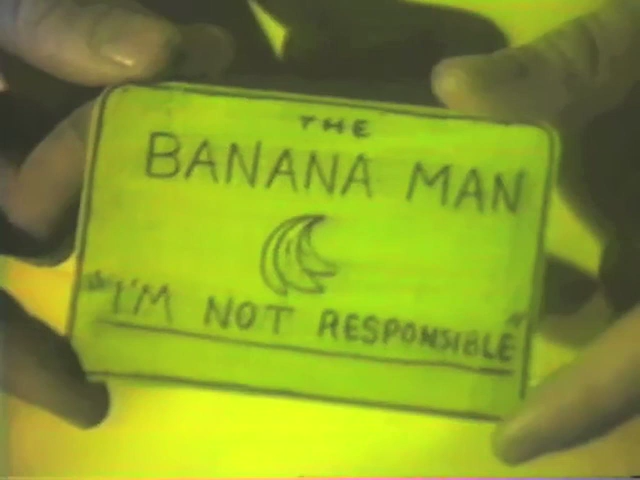 THE
BANANA MAN
"I'M NOT RESPONSIBLE"